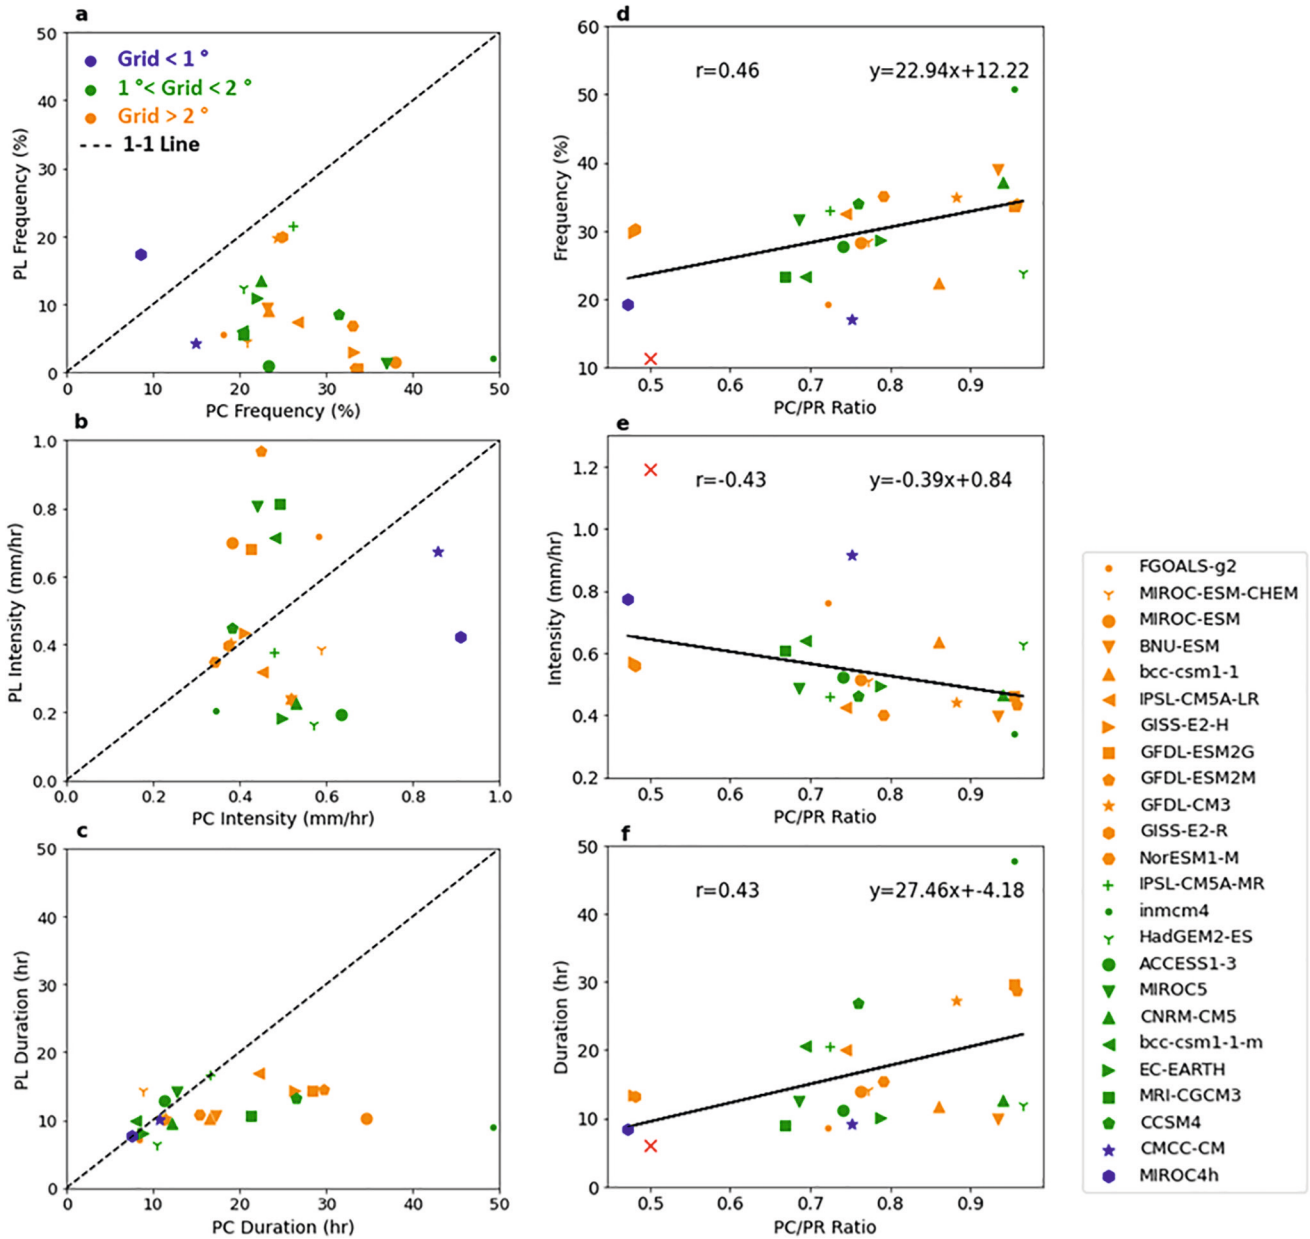 a
50
40
30
20
10
0
0
10
20
30
40
50
PL Frequency (%)
PC Frequency (%)
Grid < 1 °
1 °< Grid < 2 °
Grid > 2 °
1-1 Line
d
60
50
40
30
20
10
0.5
0.6
0.7
0.8
0.9
Frequency (%)
PC/PR Ratio
r=0.46
y=22.94x+12.22
b
1.0
0.8
0.6
0.4
0.2
0.0
0.0
0.2
0.4
0.6
0.8
1.0
PL Intensity (mm/hr)
PC Intensity (mm/hr)
e
1.2
1.0
0.8
0.6
0.4
0.2
0.5
0.6
0.7
0.8
0.9
Intensity (mm/hr)
PC/PR Ratio
r=-0.43
y=-0.39x+0.84
c
50
40
30
20
10
0
0
10
20
30
40
50
PL Duration (hr)
PC Duration (hr)
f
50
40
30
20
10
0
0.5
0.6
0.7
0.8
0.9
Duration (hr)
PC/PR Ratio
r=0.43
y=27.46x+-4.18
FGOALS-g2
MIROC-ESM-CHEM
MIROC-ESM
BNU-ESM
bcc-csm1-1
IPSL-CM5A-LR
GISS-E2-H
GFDL-ESM2G
GFDL-ESM2M
GFDL-CM3
GISS-E2-R
NorESM1-M
IPSL-CM5A-MR
inmcm4
HadGEM2-ES
ACCESS1-3
MIROC5
CNRM-CM5
bcc-csm1-1-m
EC-EARTH
MRI-CGCM3
CCSM4
CMCC-CM
MIROC4h